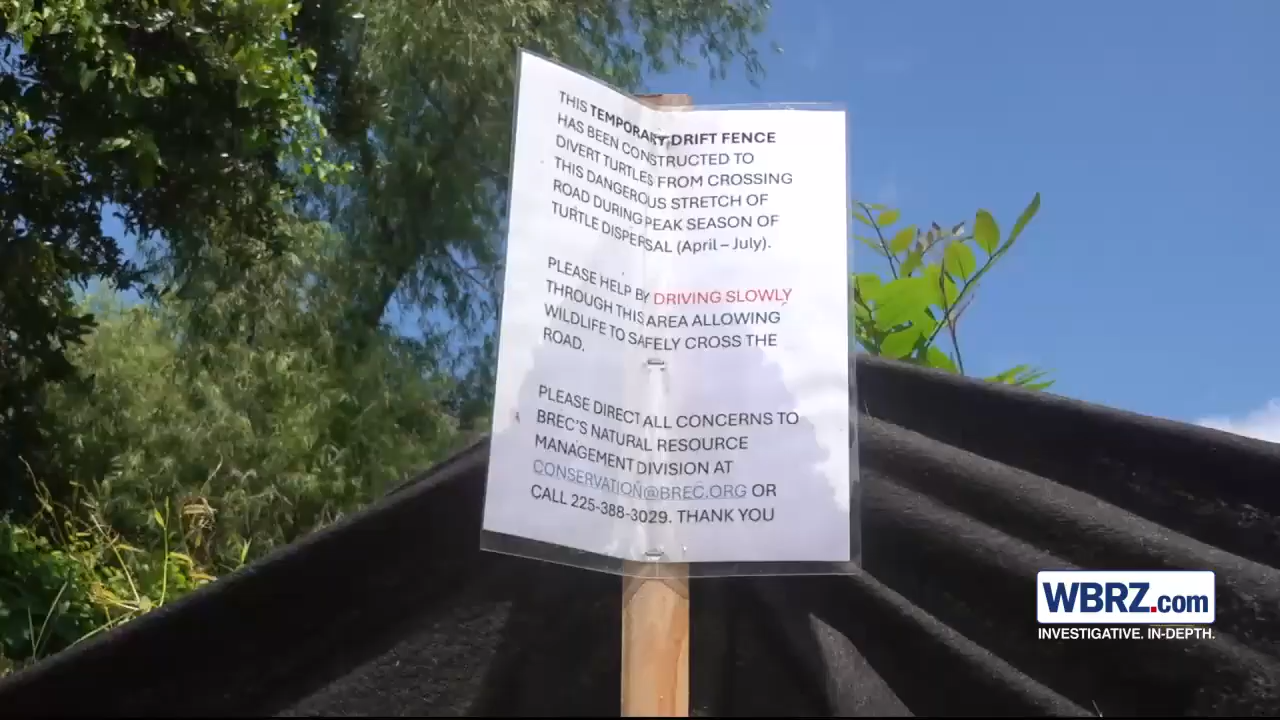 THIS TEMPORARY DRIFT FENCE
HAS BEEN CONSTRUCTED TO
DIVERT TURTLES FROM CROSSING
THIS DANGEROUS STRETCH OF
ROAD DURING PEAK SEASON OF
TURTLE DISPERSAL (April – July).
PLEASE HELP BY DRIVING SLOWLY
THROUGH THIS AREA ALLOWING
WILDLIFE TO SAFELY CROSS THE
ROAD.
PLEASE DIRECT ALL CONCERNS TO
BREC'S NATURAL RESOURCE
MANAGEMENT DIVISION AT
CONSERVATION@BREC.ORG OR
CALL 225-388-3029. THANK YOU
WBRZ.com
INVESTIGATIVE. IN-DEPTH.